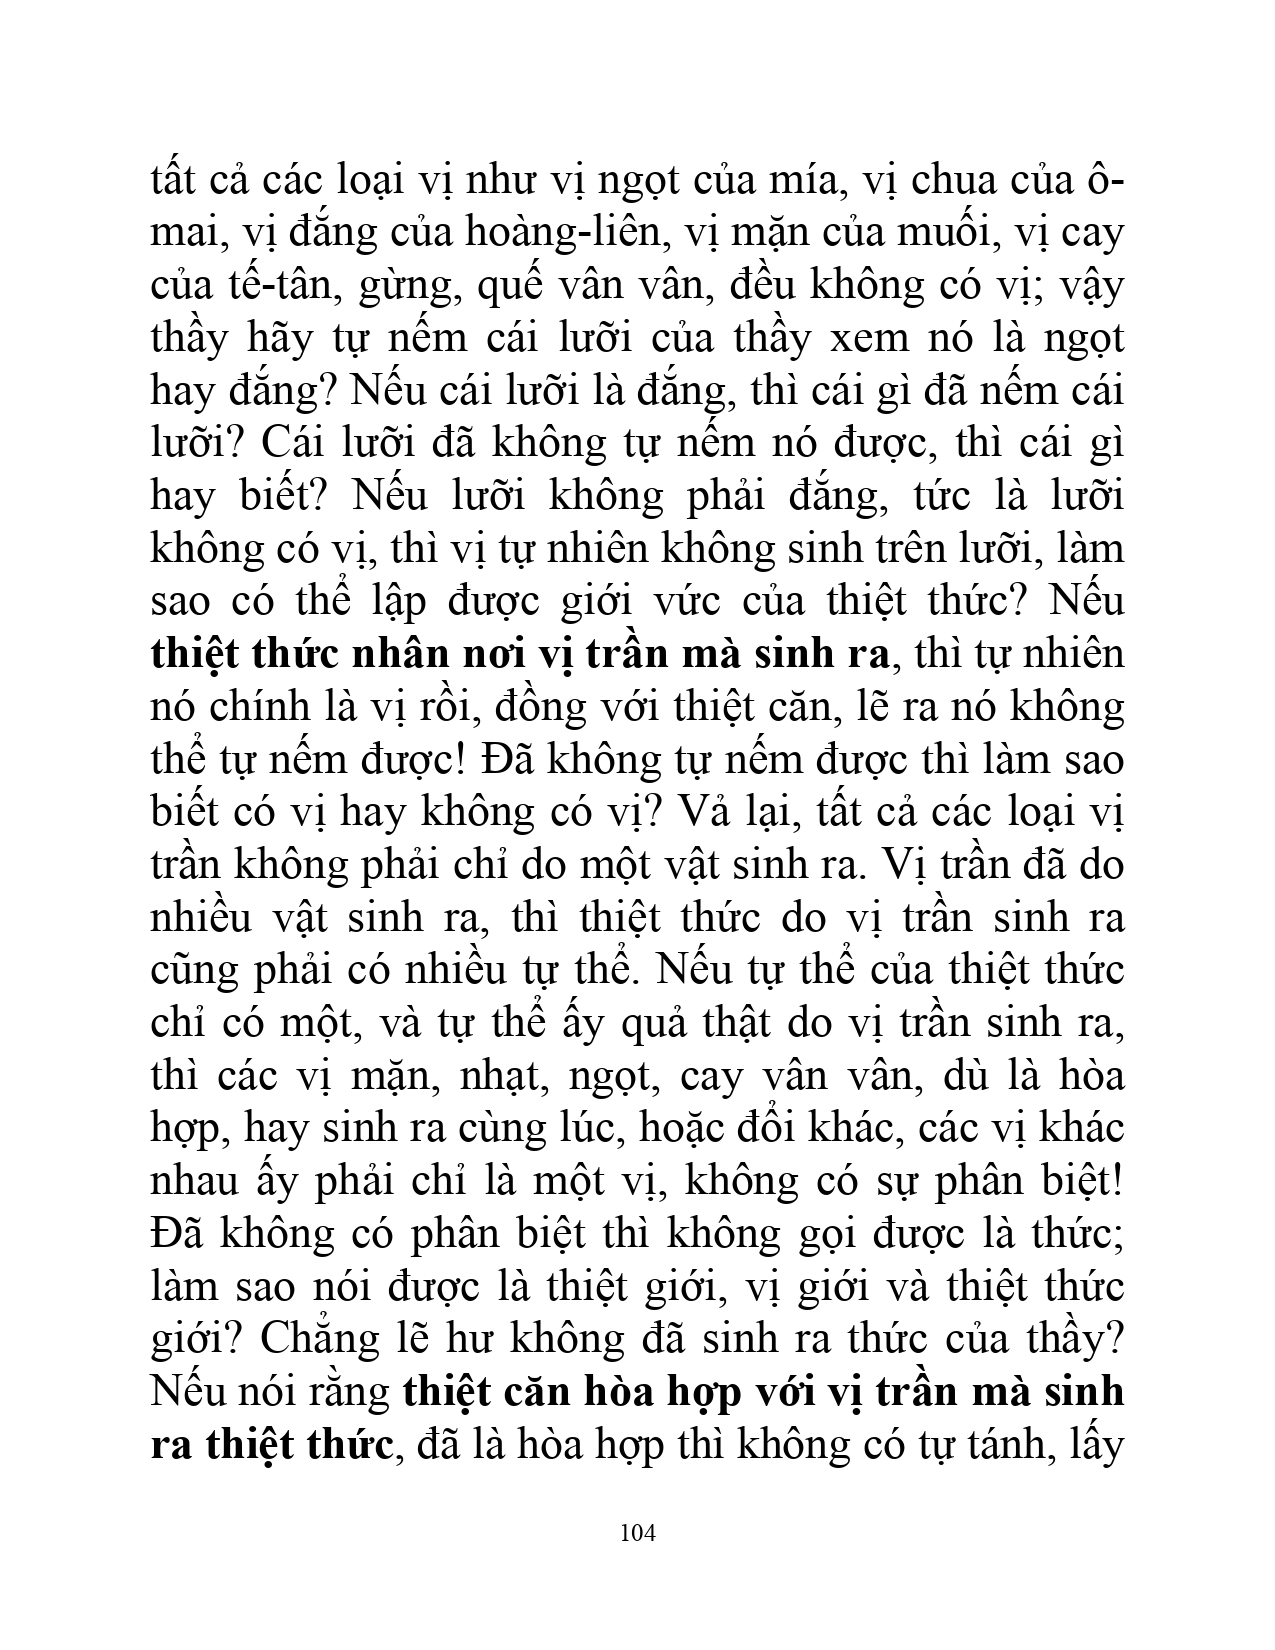 tất cả các loại vị như vị ngọt của mía, vị chua của ô-
mai, vị đắng của hoàng-liên, vị mặn của muối, vị cay
của tế-tân, gừng, quế vân vân, đều không có vị; vậy
thầy hãy tự nếm cái lưỡi của thầy xem nó là ngọt
hay đắng? Nếu cái lưỡi là đắng, thì cái gì đã nếm cái
lưỡi? Cái lưỡi đã không tự nếm nó được, thì cái gì
hay biết? Nếu lưỡi không phải đắng, tức là lưỡi
không có vị, thì vị tự nhiên không sinh trên lưỡi, làm
sao có thể lập được giới vức của thiệt thức? Nếu
thiệt thức nhân nơi vị trần mà sinh ra, thì tự nhiên
nó chính là vị rồi, đồng với thiệt căn, lẽ ra nó không
thể tự nếm được! Đã không tự nếm được thì làm sao
biết có vị hay không có vị? Vả lại, tất cả các loại vị
trần không phải chỉ do một vật sinh ra. Vị trần đã do
nhiều vật sinh ra, thì thiệt thức do vị trần sinh ra
cũng phải có nhiều tự thể. Nếu tự thể của thiệt thức
chỉ có một, và tự thể ấy quả thật do vị trần sinh ra,
thì các vị mặn, nhạt, ngọt, cay vân vân, dù là hòa
hợp, hay sinh ra cùng lúc, hoặc đổi khác, các vị khác
nhau ấy phải chỉ là một vị, không có sự phân biệt!
Đã không có phân biệt thì không gọi được là thức;
làm sao nói được là thiệt giới, vị giới và thiệt thức
giới? Chẳng lẽ hư không đã sinh ra thức của thầy?
Nếu nói rằng thiệt căn hòa hợp với vị trần mà sinh
ra thiệt thức, đã là hòa hợp thì không có tự tánh, lấy
104